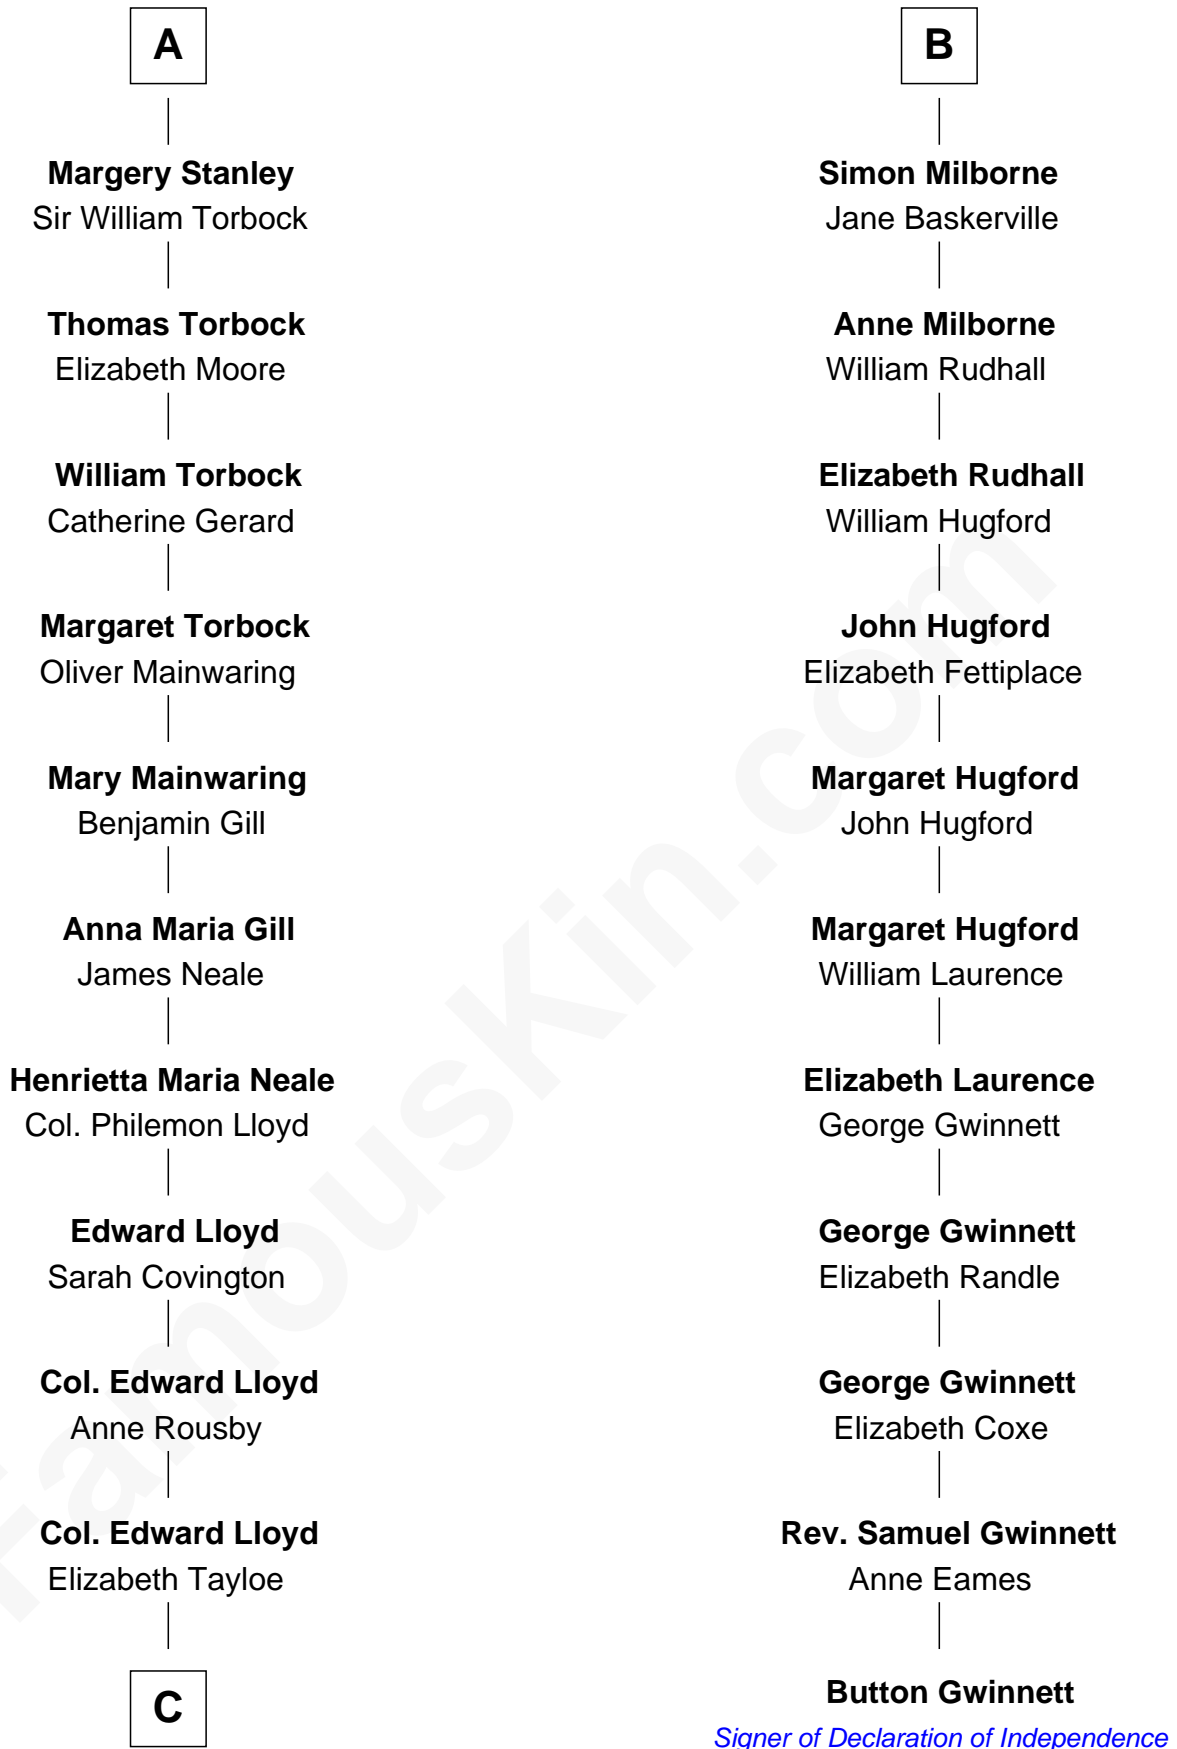 A
Margery Stanley
Sir William Torbock
Thomas Torbock
Elizabeth Moore
William Torbock
Catherine Gerard
Margaret Torbock
Oliver Mainwaring
Mary Mainwaring
Benjamin Gill
Anna Maria Gill
James Neale
Henrietta Maria Neale
Col. Philemon Lloyd
Edward Lloyd
Sarah Covington
Col. Edward Lloyd
Anne Rousby
Col. Edward Lloyd
Elizabeth Tayloe
C
B
Simon Milborne
Jane Baskerville
Anne Milborne
William Rudhall
Elizabeth Rudhall
William Hugford
John Hugford
Elizabeth Fettiplace
Margaret Hugford
John Hugford
Margaret Hugford
William Laurence
Elizabeth Laurence
George Gwinnett
George Gwinnett
Elizabeth Randle
George Gwinnett
Elizabeth Coxe
Rev. Samuel Gwinnett
Anne Eames
Button Gwinnett
Signer of Declaration of Independence
FamousKin.com